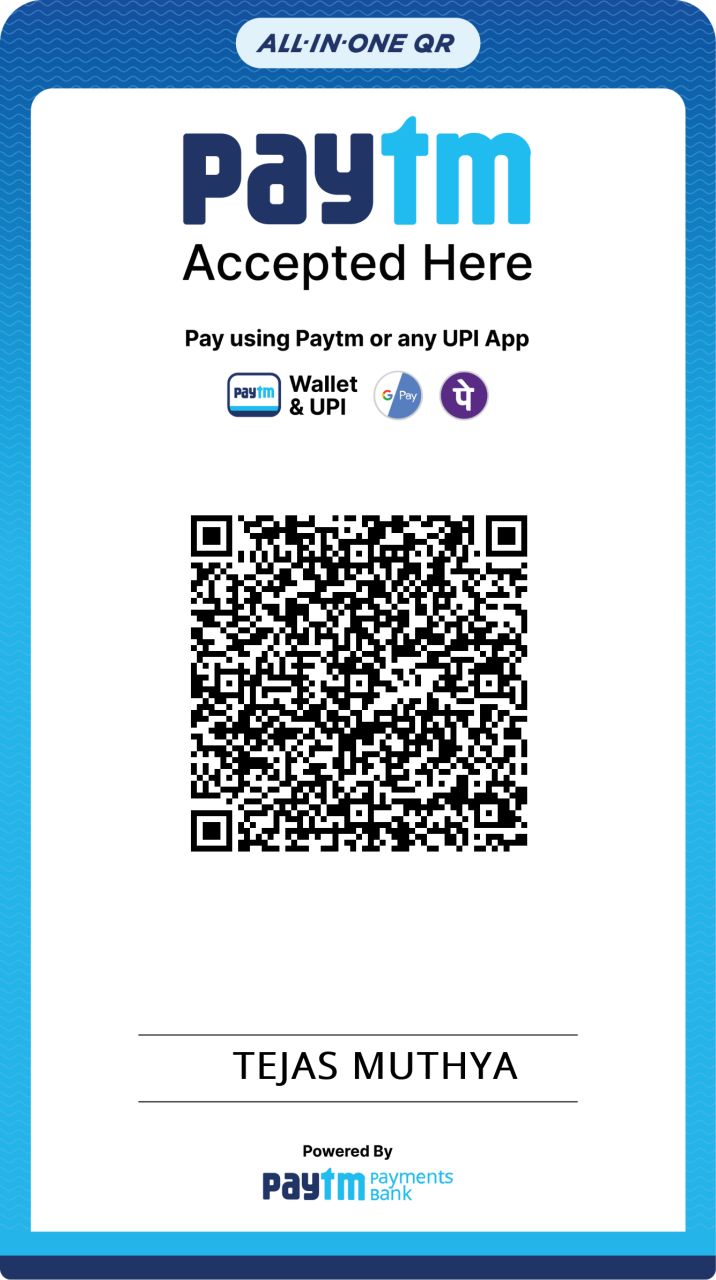 ALL·IN·ONE QR
paytm
Accepted Here
Pay using Paytm or any UPI App
paytm Wallet & UPI G Pay पे
TEJAS MUTHYA
Powered By
paytm Payments Bank